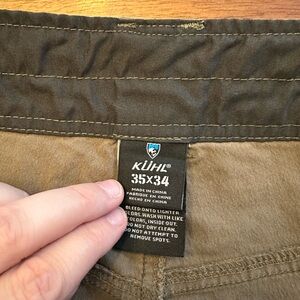 KÜHL®
35X34
MADE IN CHINA
FABRIQUE EN CHINE
HECHO EN CHINA
BLEED ONTO LIGHTER
COLORS WASH WITH LIKE
COLORS, INSIDE OUT.
DO NOT DRY CLEAN.
DO NOT ATTEMPT TO
REMOVE SPOTS.